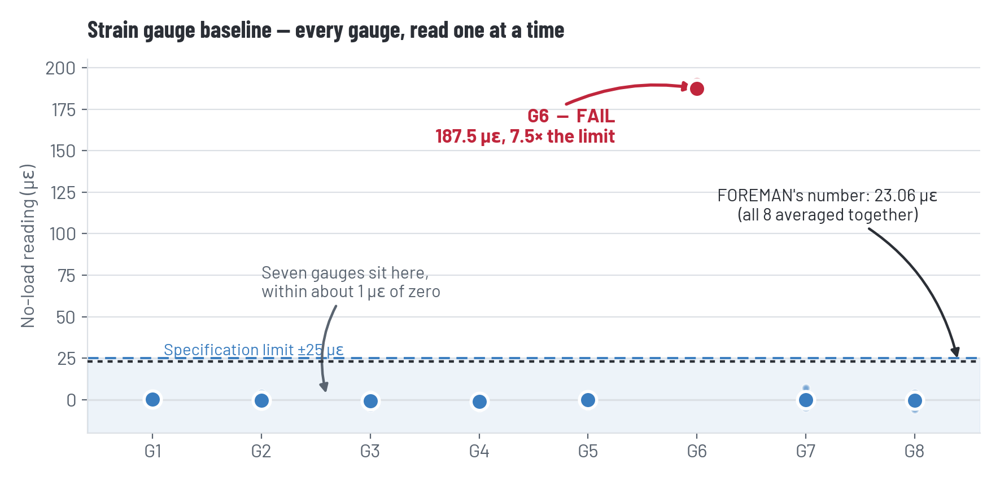 Strain gauge baseline — every gauge, read one at a time
No-load reading (µε)
200
175
150
125
100
75
50
25
0
G6 — FAIL
187.5 µε, 7.5× the limit
FOREMAN's number: 23.06 µε
(all 8 averaged together)
Seven gauges sit here,
within about 1 µε of zero
Specification limit ±25 µε
G1
G2
G3
G4
G5
G6
G7
G8